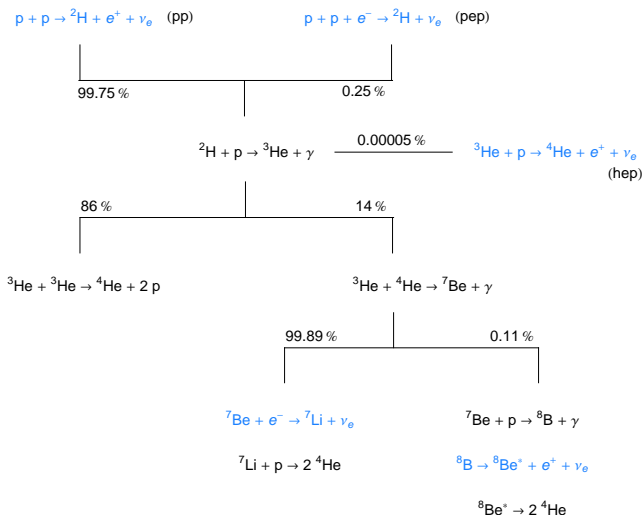 p + p → ²H + e⁺ + νₑ (pp)
p + p + e⁻ → ²H + νₑ (pep)
99.75 %
0.25 %
²H + p → ³He + γ
0.00005 %
³He + p → ⁴He + e⁺ + νₑ
(hep)
86 %
14 %
³He + ³He → ⁴He + 2 p
³He + ⁴He → ⁷Be + γ
99.89 %
0.11 %
⁷Be + e⁻ → ⁷Li + νₑ
⁷Be + p → ⁸B + γ
⁷Li + p → 2 ⁴He
⁸B → ⁸Be* + e⁺ + νₑ
⁸Be* → 2 ⁴He